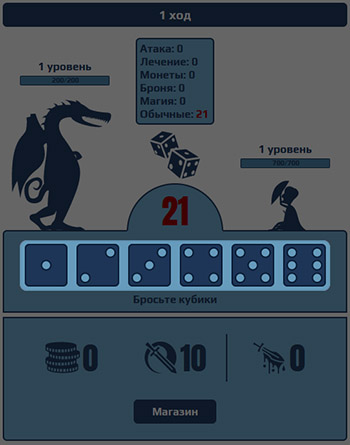 1 ход
Атака: 0
Лечение: 0
Монеты: 0
Броня: 0
Магия: 0
Обычные: 21
1 уровень
200/200
1 уровень
700/700
21
Бросьте кубики
0
10
0
Магазин